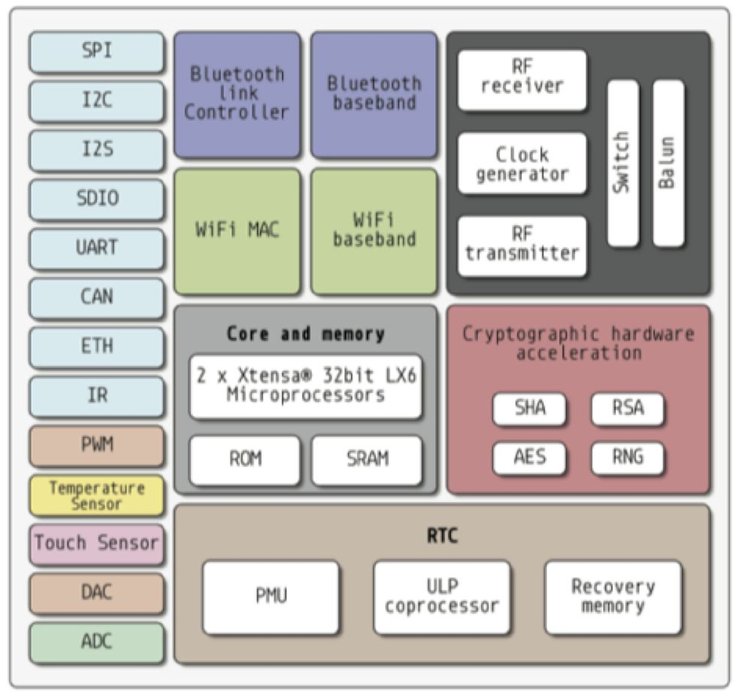 SPI
I2C
I2S
SDIO
UART
CAN
ETH
IR
PWM
Temperature
Sensor
Touch Sensor
DAC
ADC
Bluetooth
link
Controller
Bluetooth
baseband
WiFi MAC
WiFi
baseband
RF
receiver
Clock
generator
RF
transmitter
Switch
Balun
Core and memory
2 x Xtensa® 32bit LX6
Microprocessors
ROM
SRAM
Cryptographic hardware
acceleration
SHA
RSA
AES
RNG
RTC
PMU
ULP
coprocessor
Recovery
memory